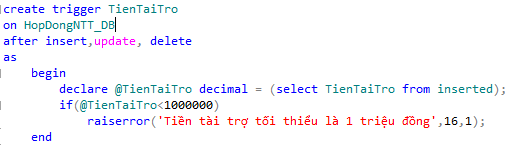 create trigger TienTaiTro
on HopDongNTT_DB
after insert,update, delete
as
begin
declare @TienTaiTro decimal = (select TienTaiTro from inserted);
if(@TienTaiTro<1000000)
raiserror('Tiền tài trợ tối thiểu là 1 triệu đồng',16,1);
end